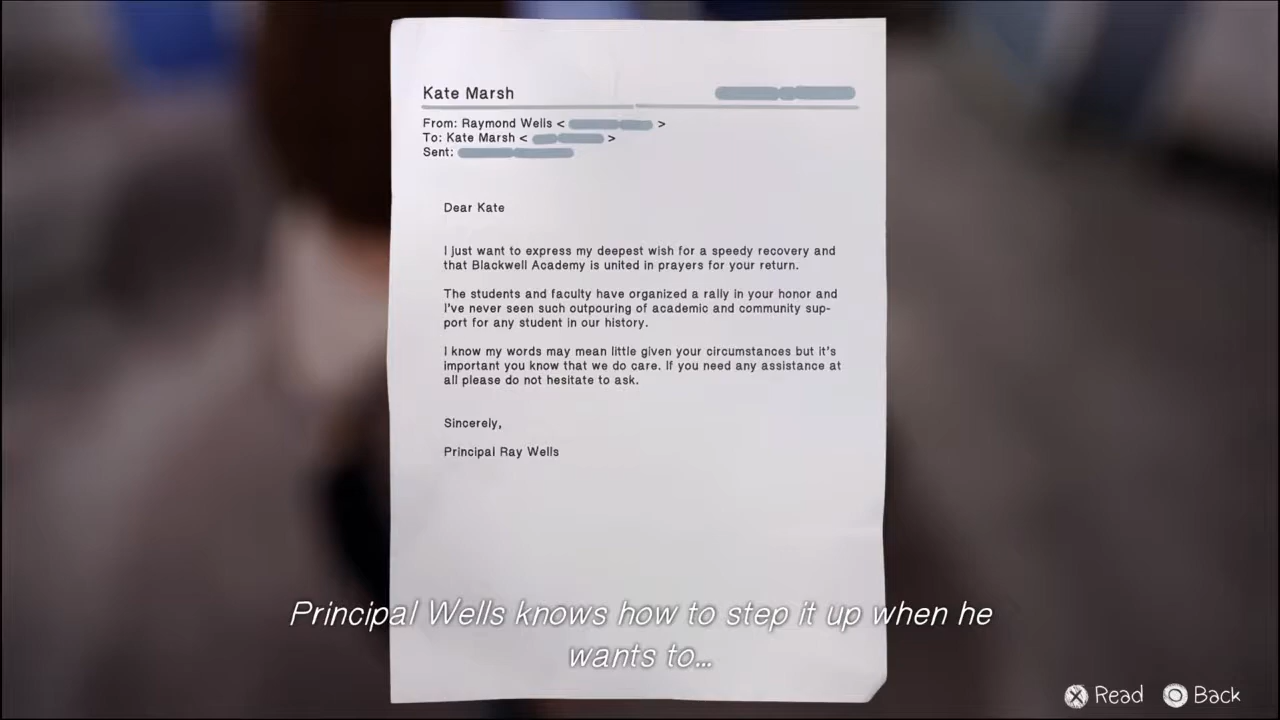 Kate Marsh
From: Raymond Wells < >
To: Kate Marsh < >
Sent:
Dear Kate
I just want to express my deepest wish for a speedy recovery and
that Blackwell Academy is united in prayers for your return.
The students and faculty have organized a rally in your honor and
I've never seen such outpouring of academic and community sup-
port for any student in our history.
I know my words may mean little given your circumstances but it's
important you know that we do care. If you need any assistance at
all please do not hesitate to ask.
Sincerely,
Principal Ray Wells
Principal Wells knows how to step it up when he
wants to...
Read Back